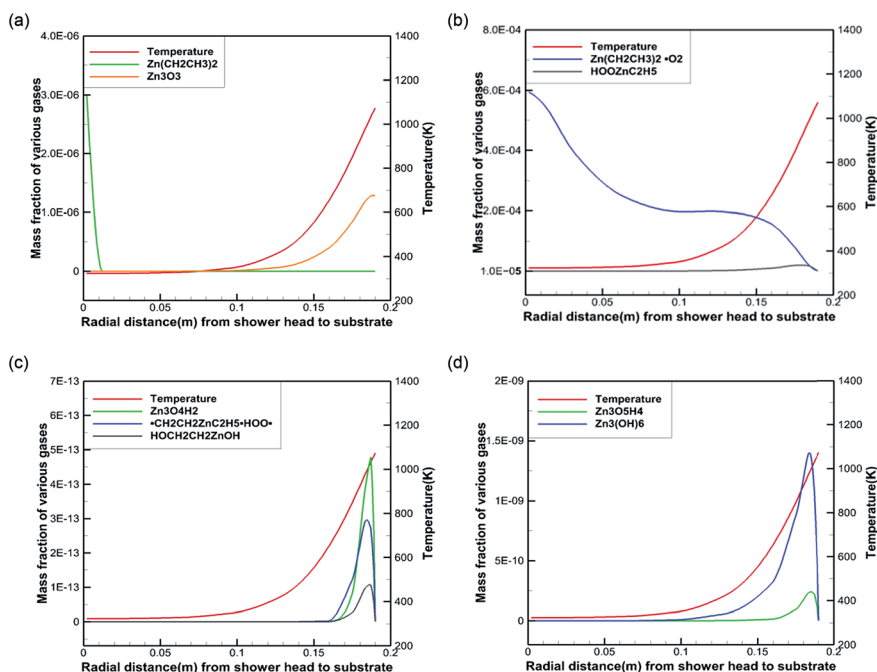 (a)
4.0E-06
3.0E-06
2.0E-06
1.0E-06
0
Mass fraction of various gases
Temperature
Zn(CH2CH3)2
Zn3O3
1400
1200
1000
800
600
400
200
Temperature(K)
0
0.05
0.1
0.15
0.2
Radial distance(m) from shower head to substrate
(b)
8.0E-04
6.0E-04
4.0E-04
2.0E-04
1.0E-05
Mass fraction of various gases
Temperature
Zn(CH2CH3)2 •O2
HOOZnC2H5
1400
1200
1000
800
600
400
200
Temperature(K)
0
0.05
0.1
0.15
0.2
Radial distance(m) from shower head to substrate
(c)
7E-13
6E-13
5E-13
4E-13
3E-13
2E-13
1E-13
0
Mass fraction of various gases
Temperature
Zn3O4H2
•CH2CH2ZnC2H5•HOO•
HOCH2CH2ZnOH
1400
1200
1000
800
600
400
200
Temperature(K)
0
0.05
0.1
0.15
0.2
Radial distance(m) from shower head to substrate
(d)
2E-09
1.5E-09
1E-09
5E-10
0
Mass fraction of various gases
Temperature
Zn3O5H4
Zn3(OH)6
1400
1200
1000
800
600
400
200
Temperature(K)
0
0.05
0.1
0.15
0.2
Radial distance(m) from shower head to substrate